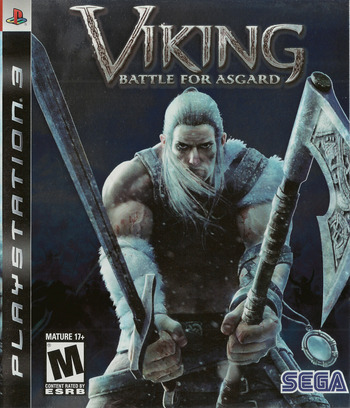 VIKING
BATTLE FOR ASGARD
PLAYSTATION 3
MATURE 17+
M
CONTENT RATED BY
ESRB
SEGA